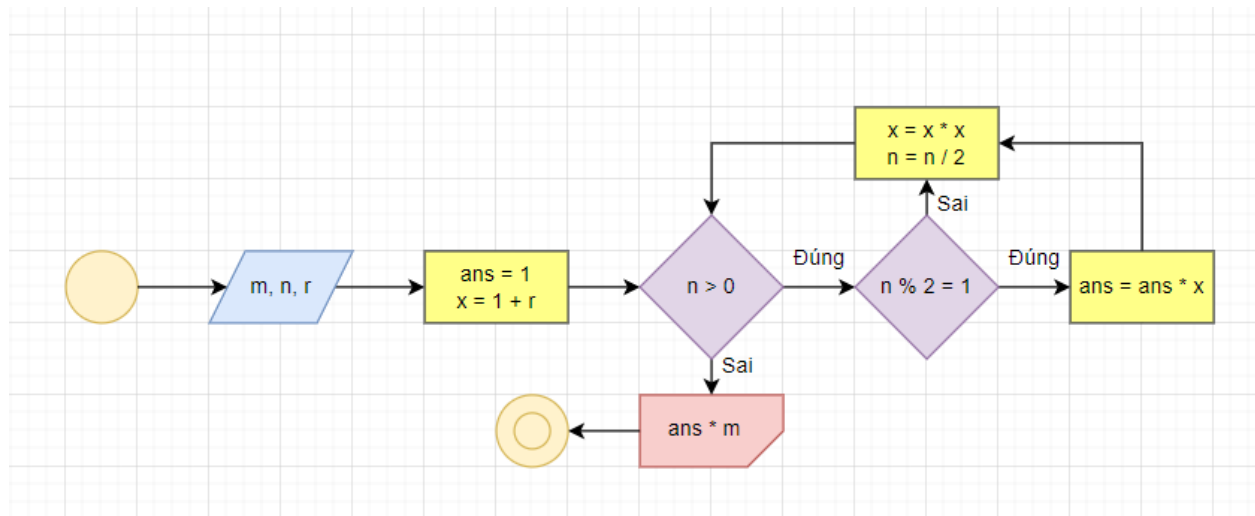 m, n, r
ans = 1
x = 1 + r
n > 0
Đúng
n % 2 = 1
Đúng
ans = ans * x
Sai
x = x * x
n = n / 2
Sai
ans * m